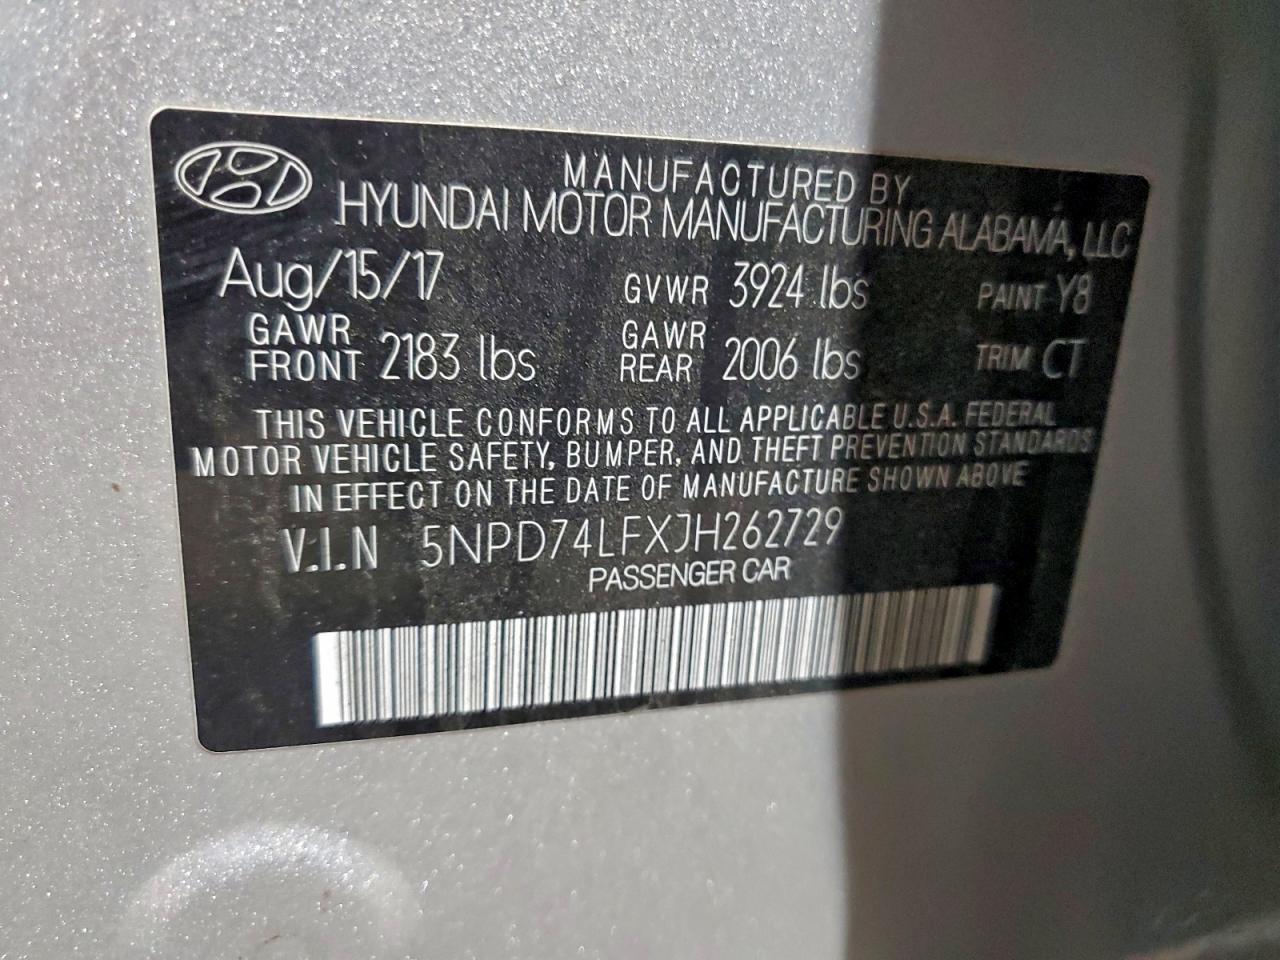 MANUFACTURED BY
HYUNDAI MOTOR MANUFACTURING ALABAMA, LLC
Aug/15/17 GVWR 3924 lbs PAINT Y8
GAWR FRONT 2183 lbs GAWR REAR 2006 lbs TRIM CT
THIS VEHICLE CONFORMS TO ALL APPLICABLE U.S.A. FEDERAL
MOTOR VEHICLE SAFETY, BUMPER, AND THEFT PREVENTION STANDARDS
IN EFFECT ON THE DATE OF MANUFACTURE SHOWN ABOVE
V.I.N 5NPD74LFXJH262729
PASSENGER CAR